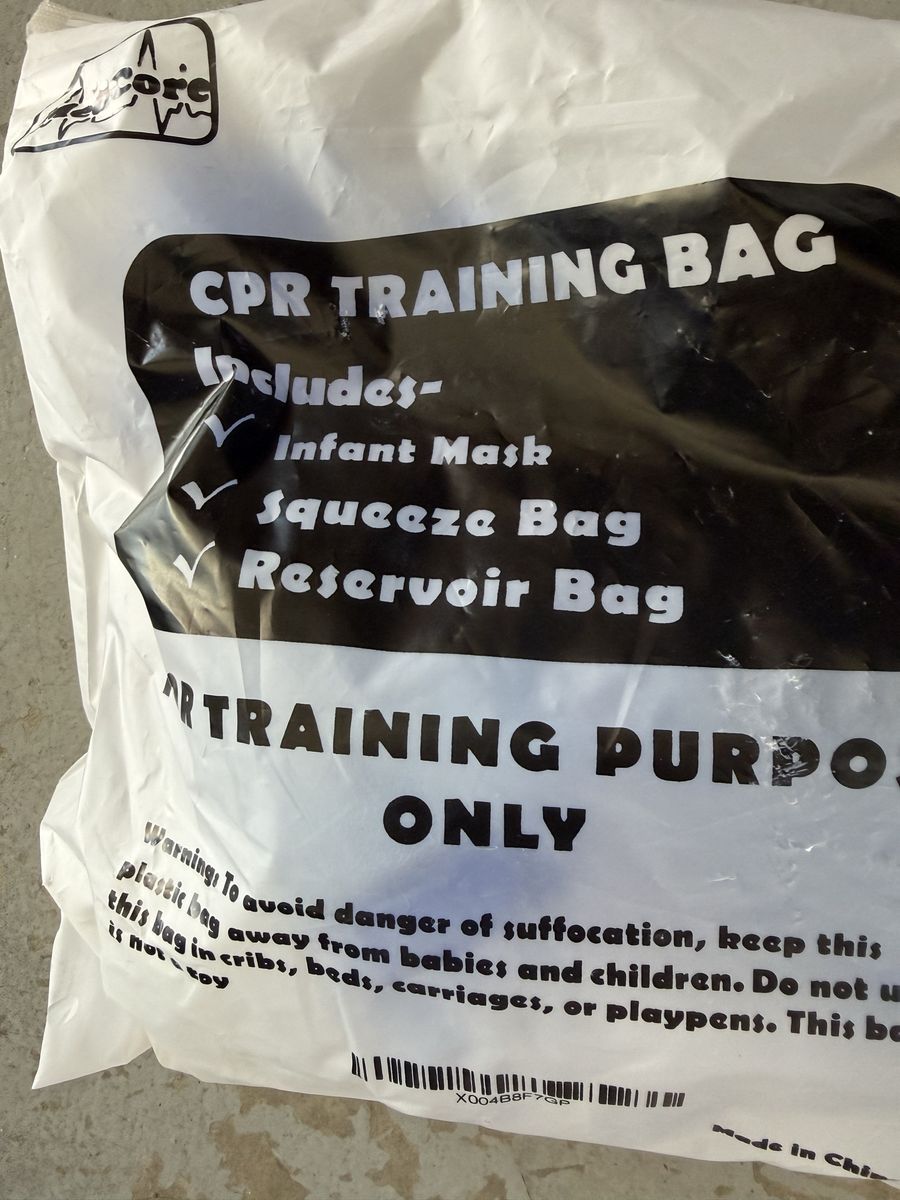 CPR TRAINING BAG
Includes-
✓ Infant Mask
✓ Squeeze Bag
✓ Reservoir Bag
TRAINING
ONLY
Warning: To avoid danger of suffocation, keep this
plastic bag away from babies and children. Do not
this bag in cribs, beds, carriages, or playpens. This
is not a toy
X004B8F7GP
Made in